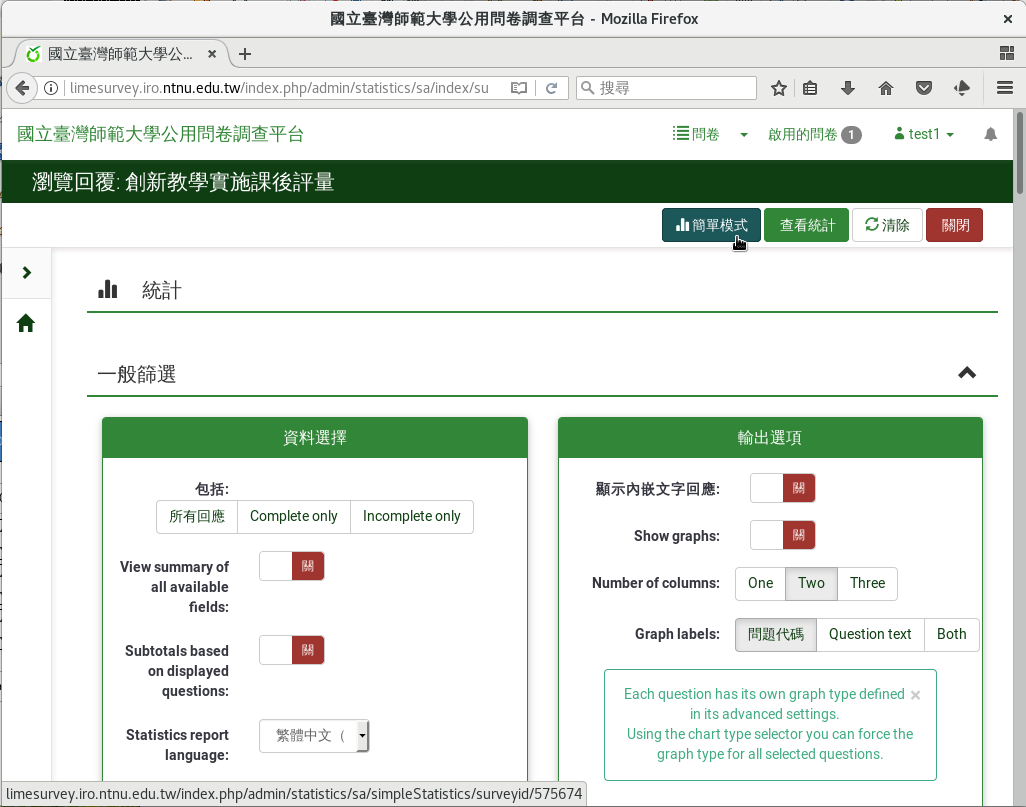 國立臺灣師範大學公用問卷調查平台 - Mozilla Firefox
國立臺灣師範大學公...
limesurvey.iro.ntnu.edu.tw/index.php/admin/statistics/sa/index/su
搜尋
國立臺灣師範大學公用問卷調查平台
問卷
啟用的問卷 1
test1
瀏覽回覆: 創新教學實施課後評量
簡單模式
查看統計
清除
關閉
統計
一般篩選
資料選擇
包括:
所有回應 Complete only Incomplete only
View summary of
all available
fields:
關
Subtotals based
on displayed
questions:
關
Statistics report
language:
繁體中文（
輸出選項
顯示內嵌文字回應:
關
Show graphs:
關
Number of columns:
One Two Three
Graph labels:
問題代碼 Question text Both
Each question has its own graph type defined
in its advanced settings.
Using the chart type selector you can force the
graph type for all selected questions.
limesurvey.iro.ntnu.edu.tw/index.php/admin/statistics/sa/simpleStatistics/surveyid/575674